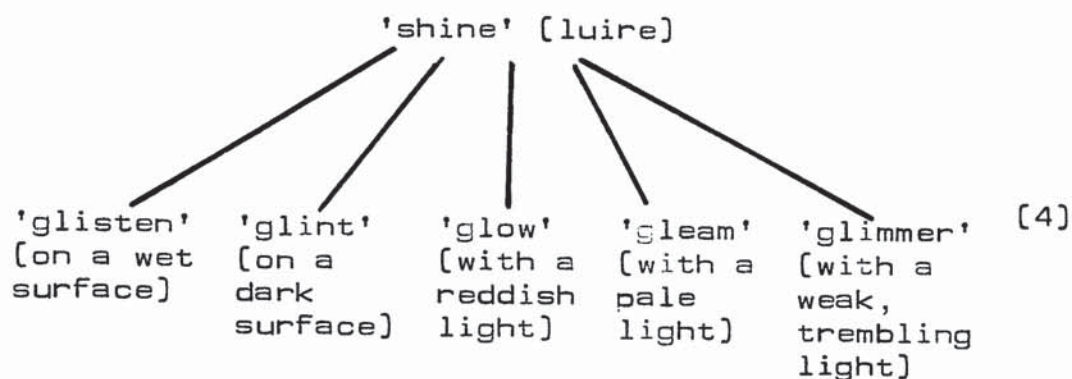 'shine' (luire)
'glisten' 'glint' 'glow' 'gleam' 'glimmer' (4)
(on a wet (on a (with a (with a (with a
surface) dark reddish pale weak,
surface) light) light) trembling
light)